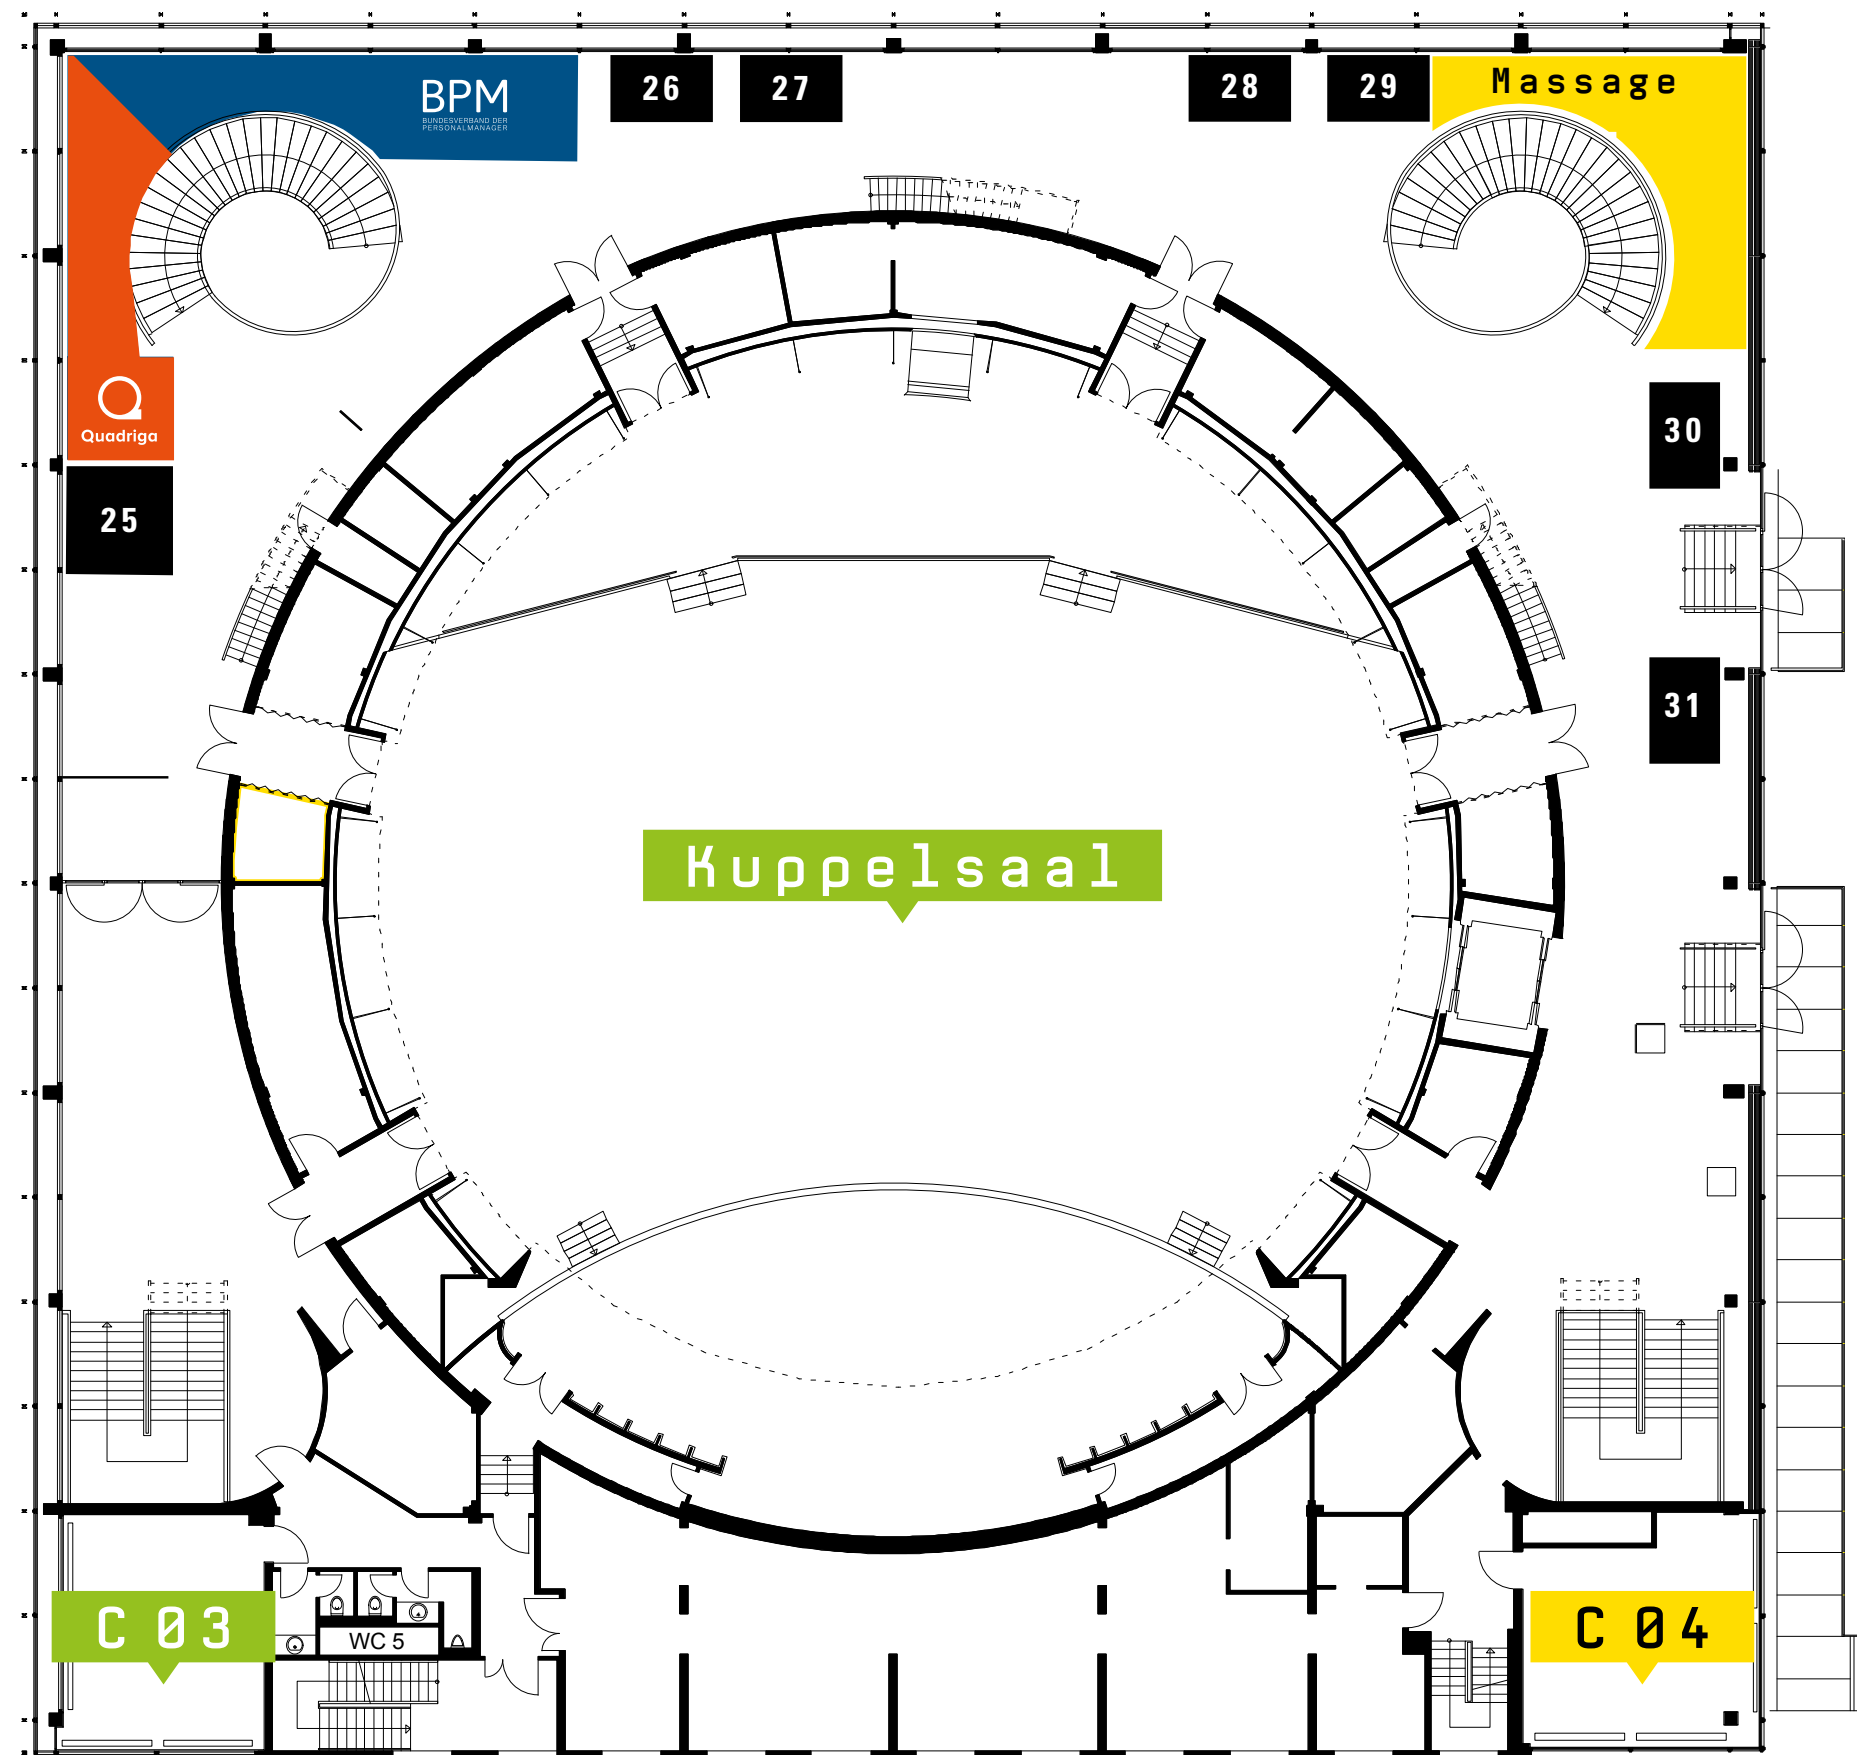 BPM
BUNDESVERBAND DER
PERSONALMANAGER
26
27
28
29
Massage
Quadriga
25
30
31
Kuppelsaal
C 03
WC 5
C 04